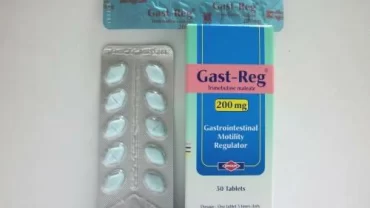 Gast-Reg
Gast-Reg
Trimebutine maleate
200 mg
Gastrointestinal
Motility
Regulator
30 Tablets